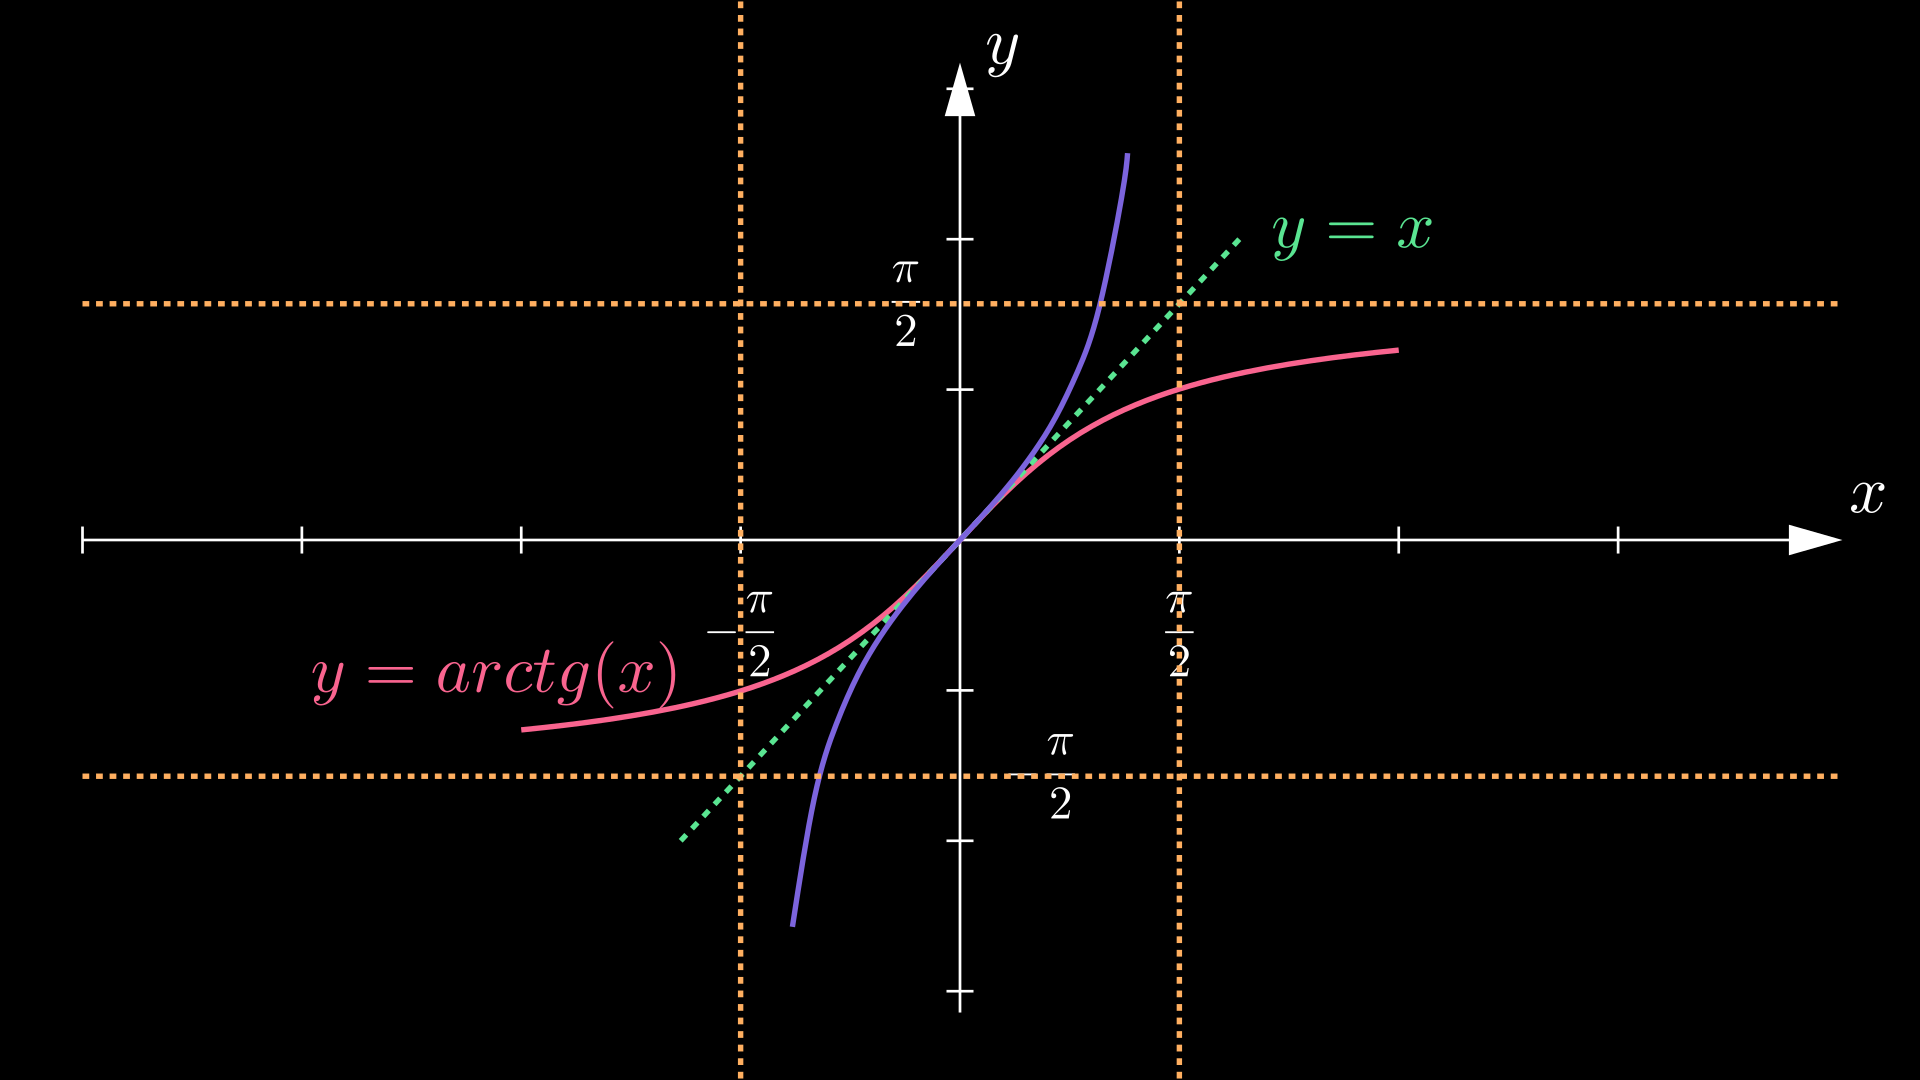 y
y = x
π/2
x
−π/2
π/2
y = arctg(x)
−π/2